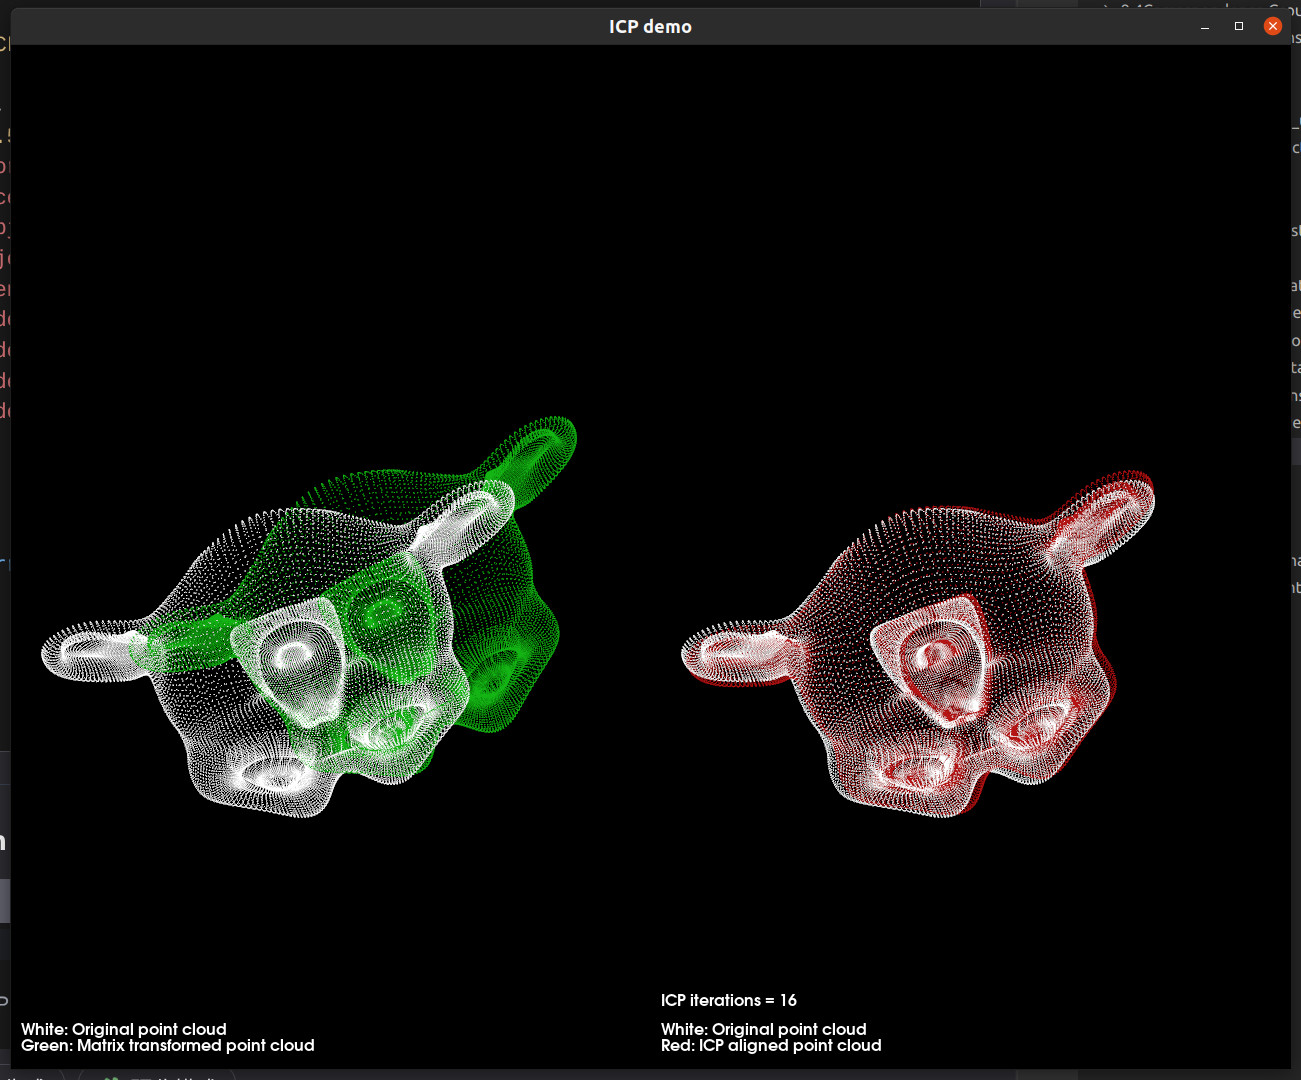 ICP demo
ICP iterations = 16
White: Original point cloud
Green: Matrix transformed point cloud
White: Original point cloud
Red: ICP aligned point cloud